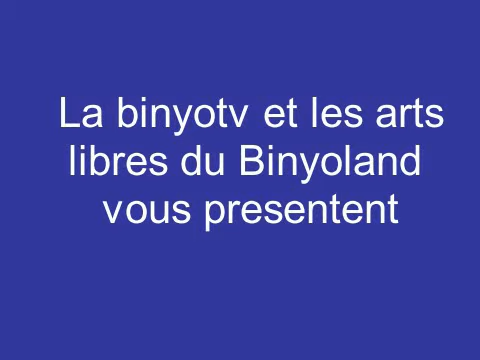 La binyotv et les arts
libres du Binyoland
vous presentent